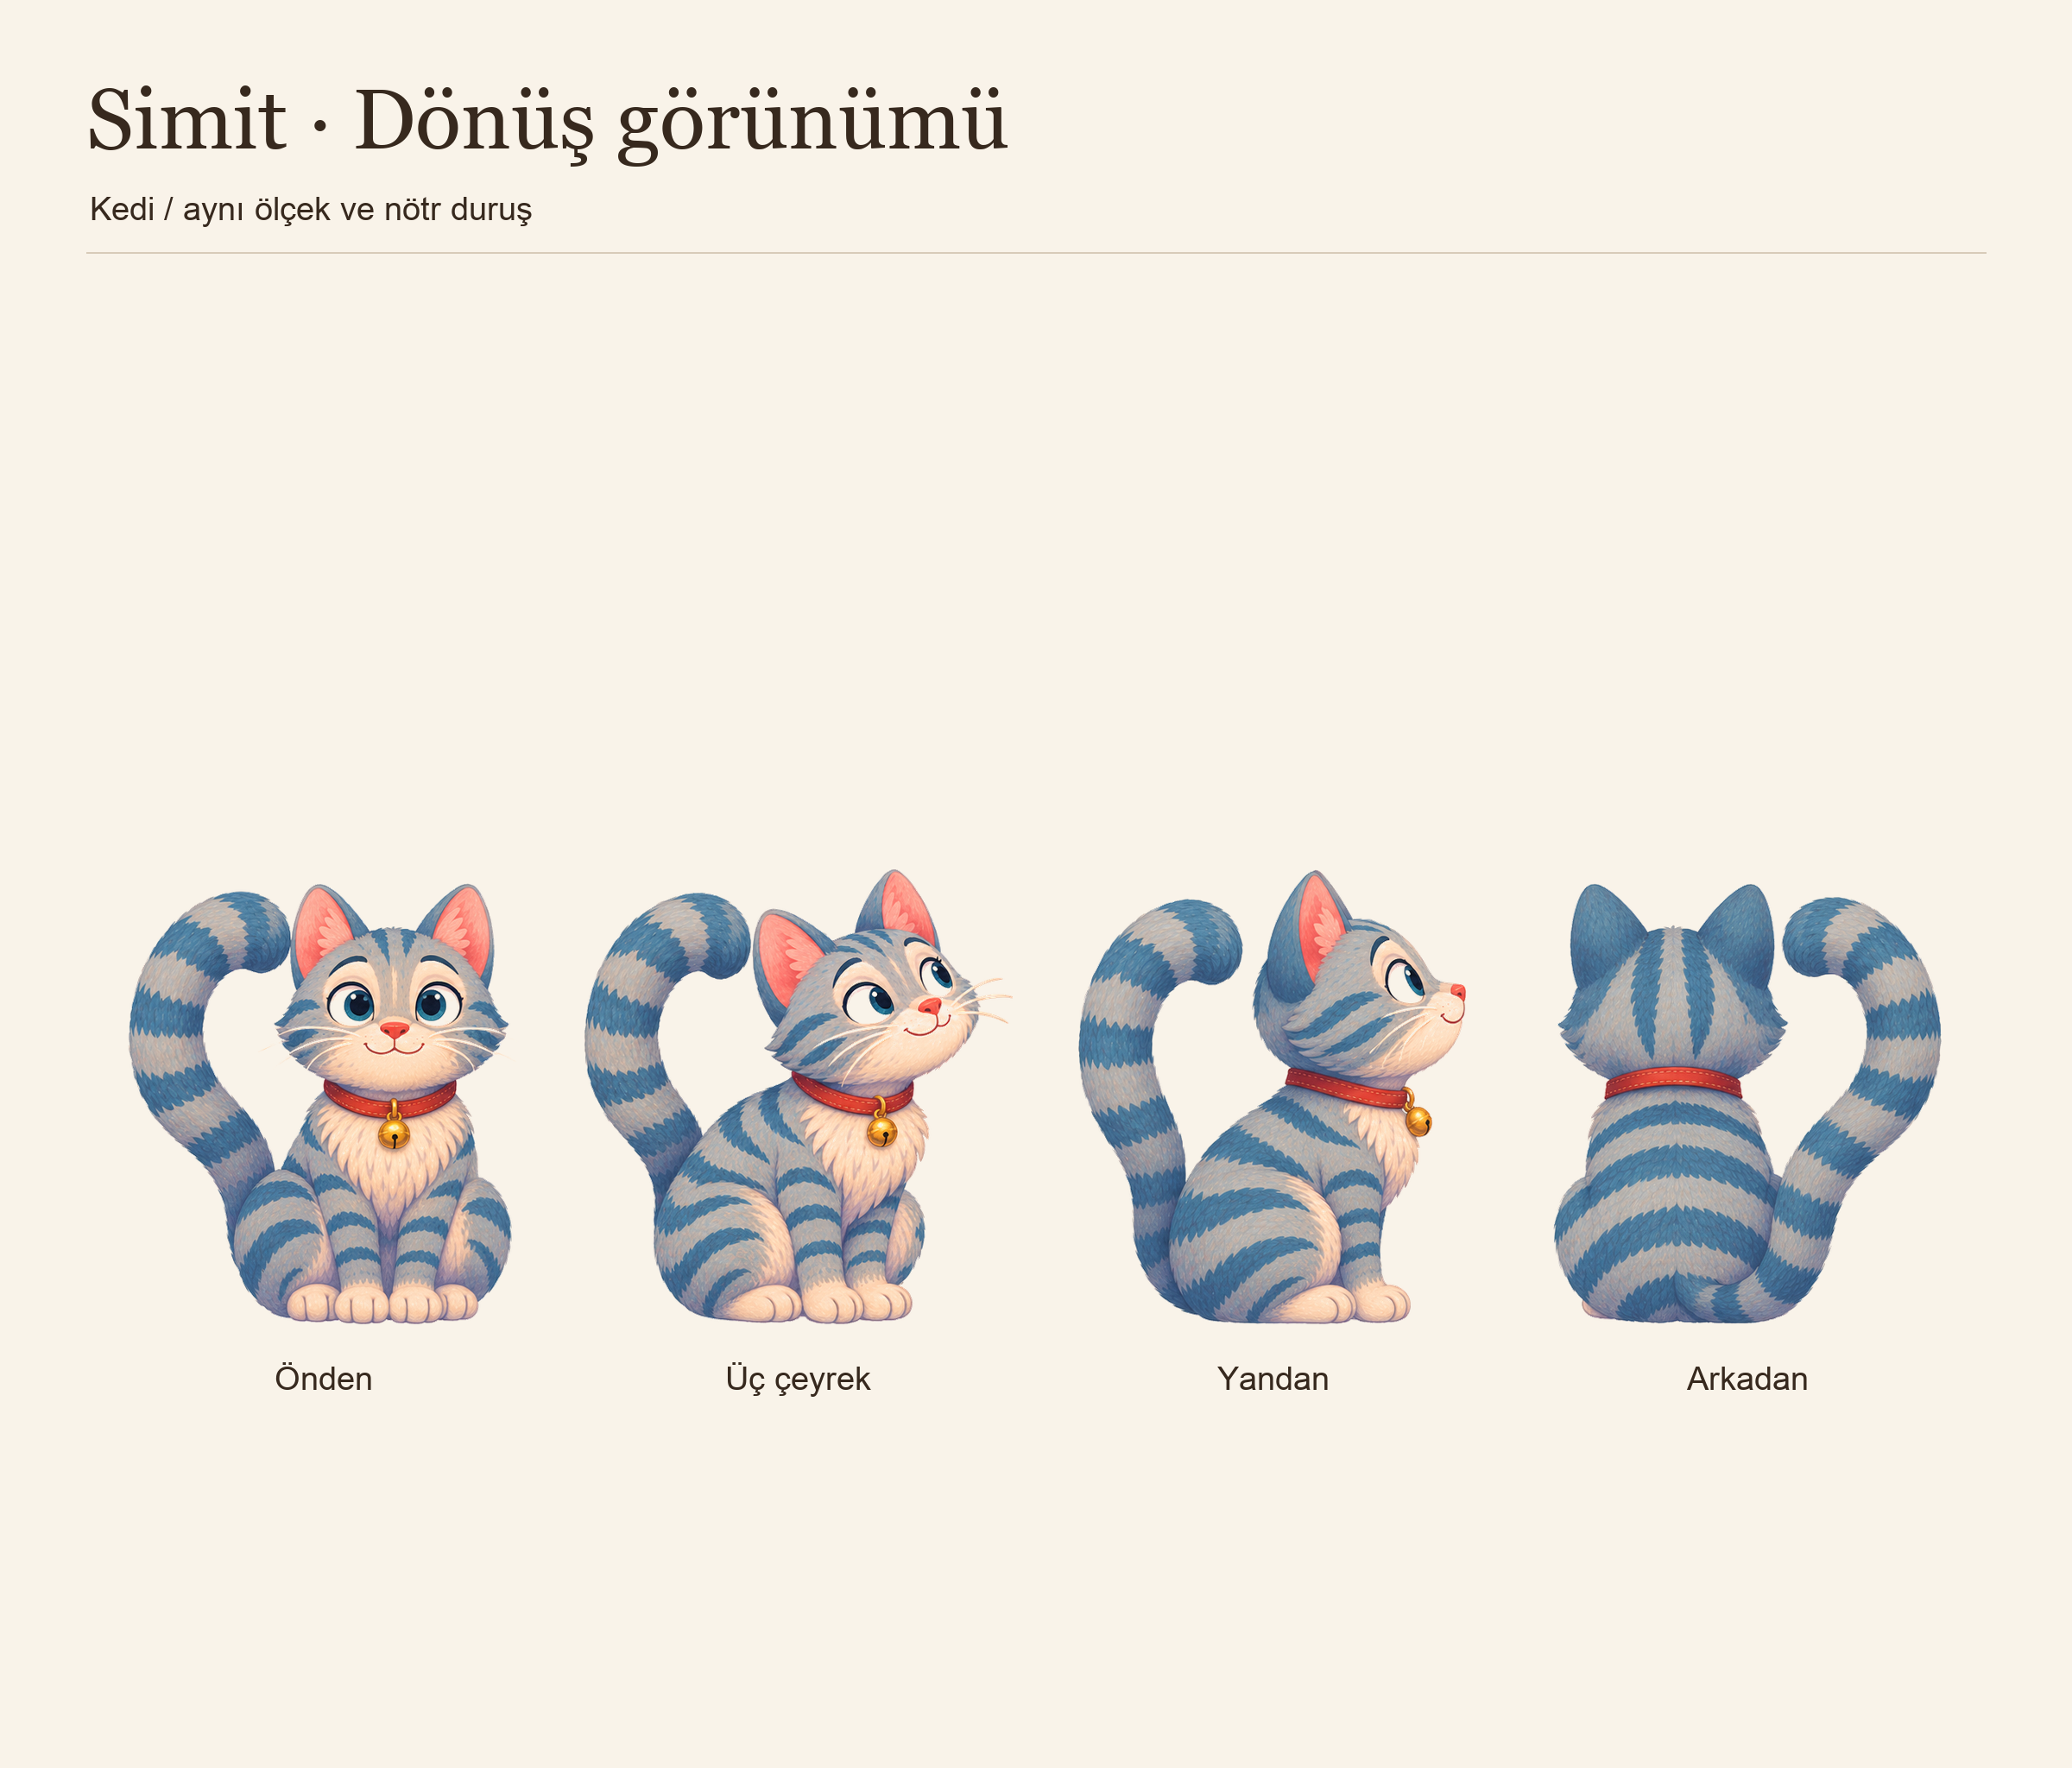 Simit · Dönüş görünümü
Kedi / aynı ölçek ve nötr duruş
Önden
Üç çeyrek
Yandan
Arkadan